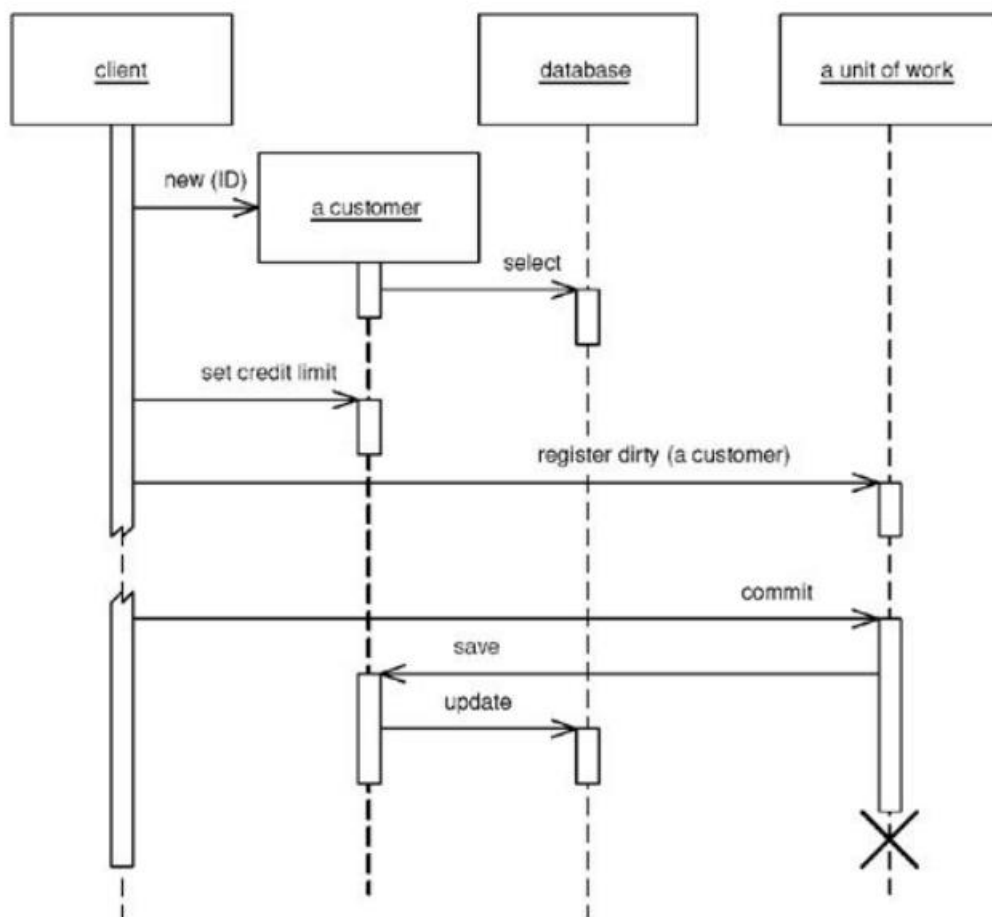 client
database
a unit of work
new (ID)
a customer
select
set credit limit
register dirty (a customer)
commit
save
update